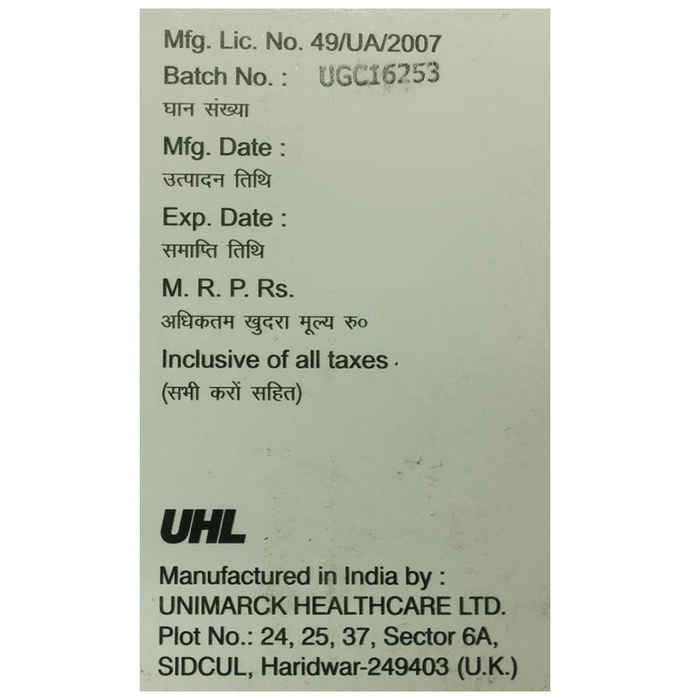 Mfg. Lic. No. 49/UA/2007
Batch No. : UGC16253
घान संख्या
Mfg. Date :
उत्पादन तिथि
Exp. Date :
समाप्ति तिथि
M. R. P. Rs.
अधिकतम खुदरा मूल्य रु०
Inclusive of all taxes
(सभी करों सहित)
UHL
Manufactured in India by :
UNIMARCK HEALTHCARE LTD.
Plot No.: 24, 25, 37, Sector 6A,
SIDCUL, Haridwar-249403 (U.K.)